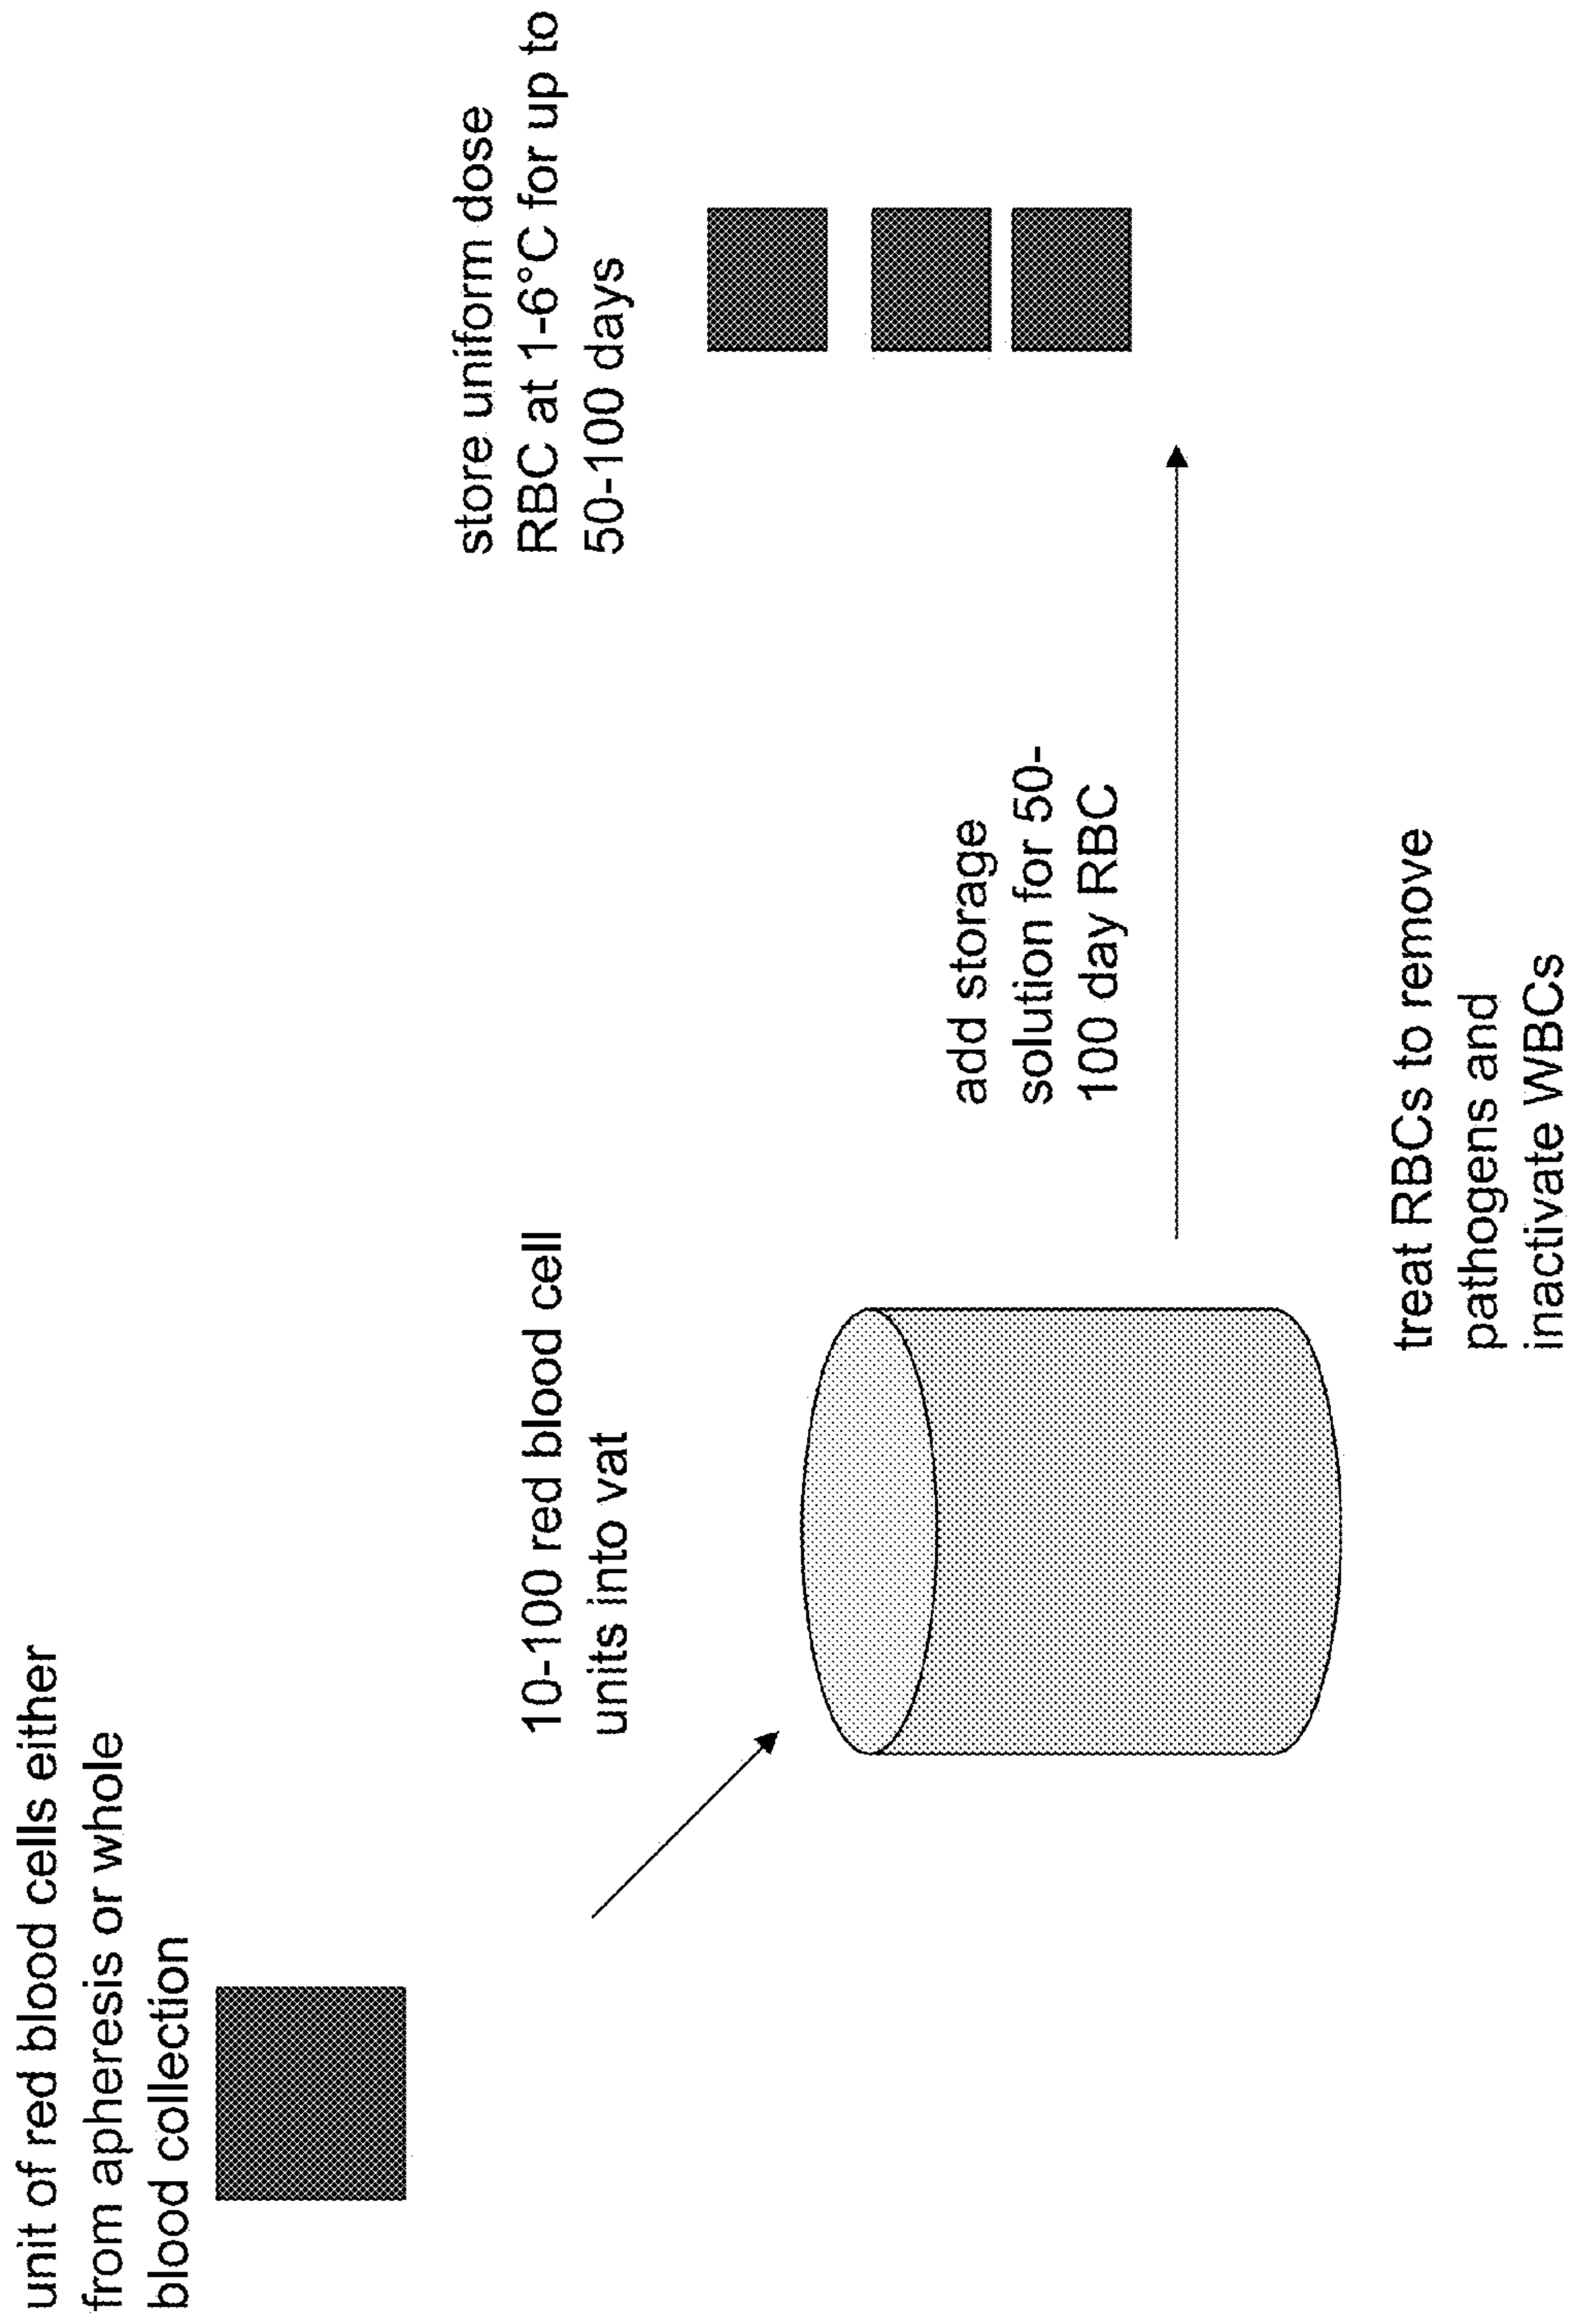 unit of red blood cells either
from apheresis or whole
blood collection
10-100 red blood cell
units into vat
add storage
solution for 50-
100 day RBC
treat RBCs to remove
pathogens and
inactivate WBCs
store uniform dose
RBC at 1-6°C for up to
50-100 days